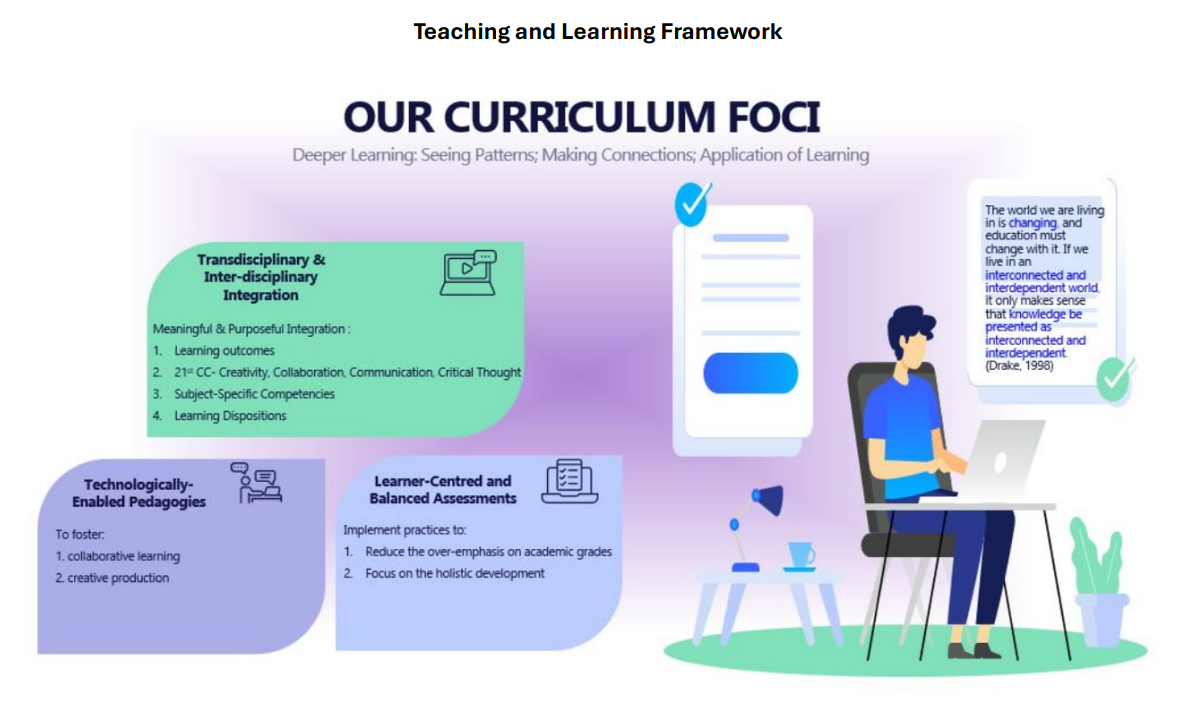 Teaching and Learning Framework
OUR CURRICULUM FOCI
Deeper Learning: Seeing Patterns; Making Connections; Application of Learning
Transdisciplinary &
Inter-disciplinary
Integration
Meaningful & Purposeful Integration :
1. Learning outcomes
2. 21st CC- Creativity, Collaboration, Communication, Critical Thought
3. Subject-Specific Competencies
4. Learning Dispositions
Technologically-
Enabled Pedagogies
To foster:
1. collaborative learning
2. creative production
Learner-Centred and
Balanced Assessments
Implement practices to:
1. Reduce the over-emphasis on academic grades
2. Focus on the holistic development
The world we are living
in is changing, and
education must
change with it. If we
live in an
interconnected and
interdependent world,
it only makes sense
that knowledge be
presented as
interconnected and
interdependent.
(Drake, 1998)